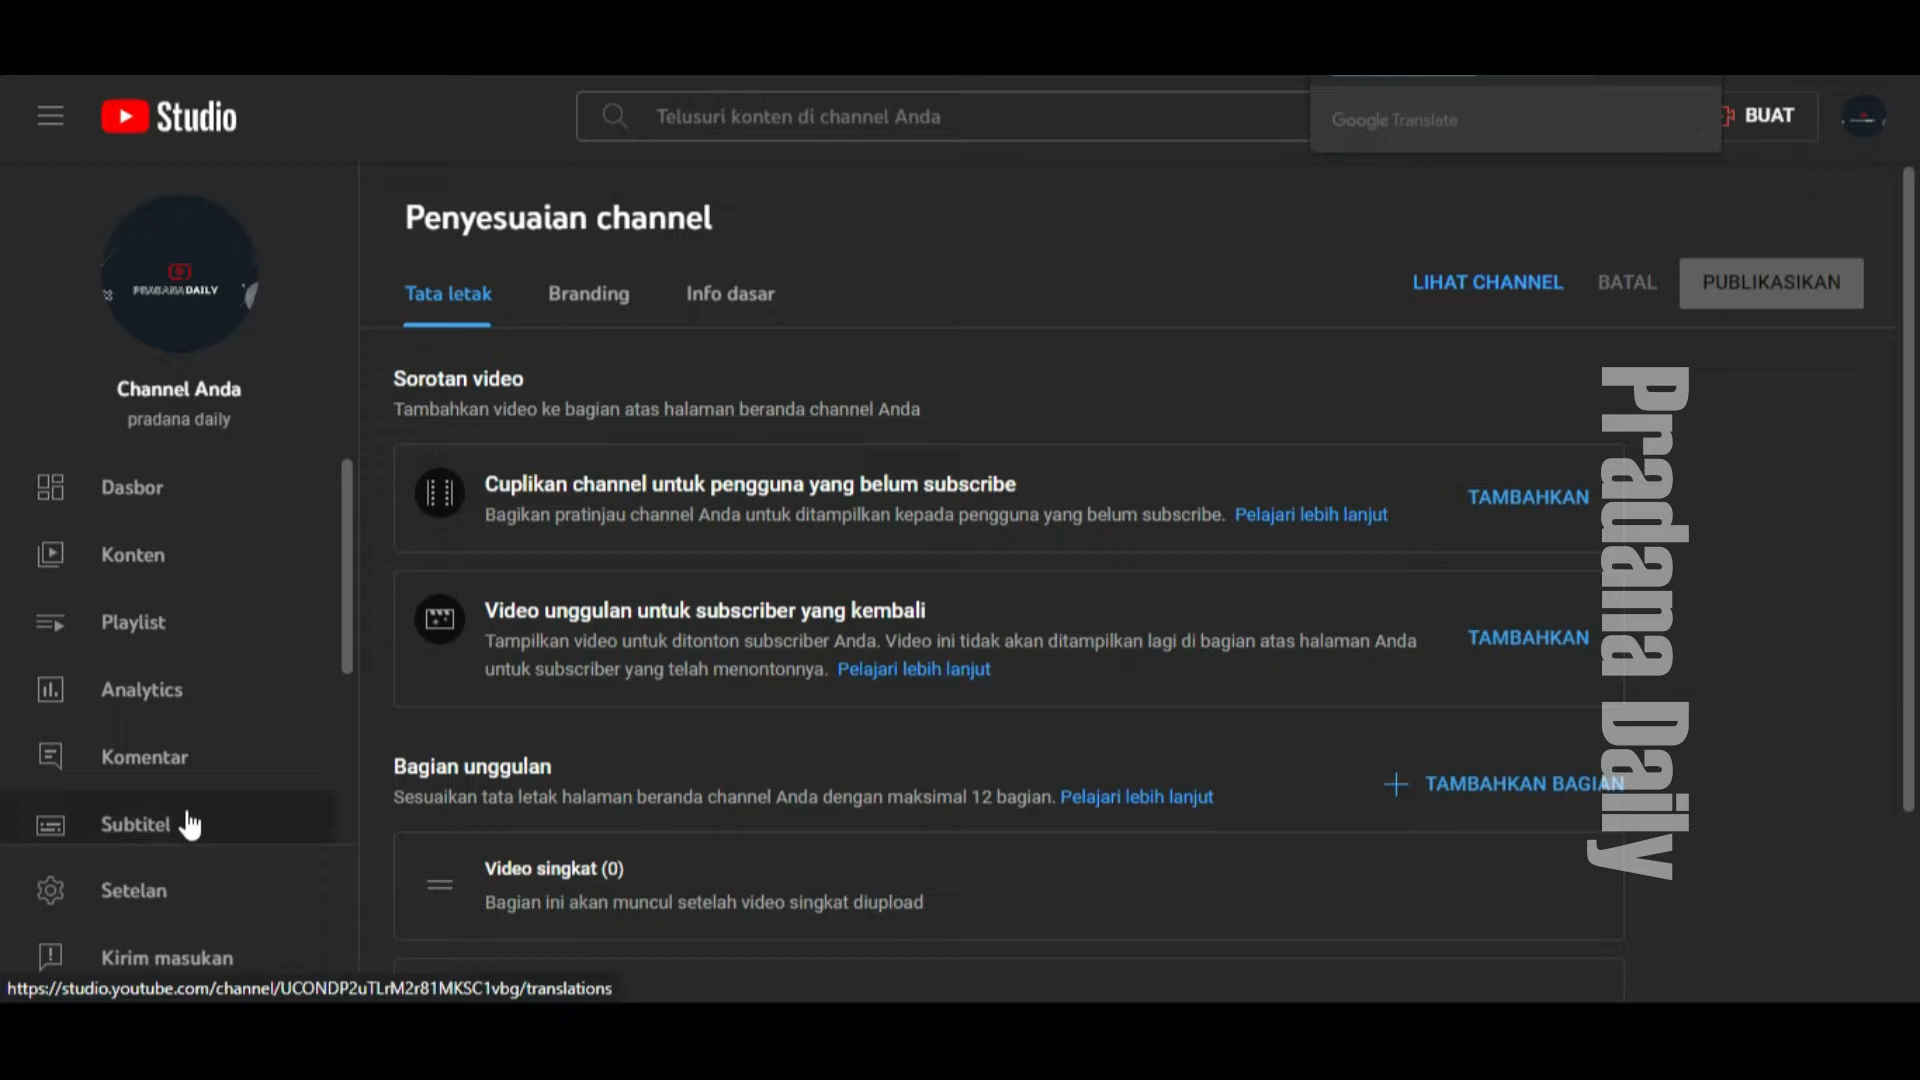 Studio
Telusuri konten di channel Anda
Google Translate
BUAT
PRADANA DAILY
Channel Anda
pradana daily
Dasbor
Konten
Playlist
Analytics
Komentar
Subtitel
Setelan
Kirim masukan
Penyesuaian channel
Tata letak
Branding
Info dasar
LIHAT CHANNEL
BATAL
PUBLIKASIKAN
Sorotan video
Tambahkan video ke bagian atas halaman beranda channel Anda
Cuplikan channel untuk pengguna yang belum subscribe
Bagikan pratinjau channel Anda untuk ditampilkan kepada pengguna yang belum subscribe. Pelajari lebih lanjut
TAMBAHKAN
Video unggulan untuk subscriber yang kembali
Tampilkan video untuk ditonton subscriber Anda. Video ini tidak akan ditampilkan lagi di bagian atas halaman Anda
untuk subscriber yang telah menontonnya. Pelajari lebih lanjut
TAMBAHKAN
Bagian unggulan
Sesuaikan tata letak halaman beranda channel Anda dengan maksimal 12 bagian. Pelajari lebih lanjut
TAMBAHKAN BAGIAN
Video singkat (0)
Bagian ini akan muncul setelah video singkat diupload
Pradana Daily
https://studio.youtube.com/channel/UCONDP2uTLrM2r81MKSC1vbg/translations